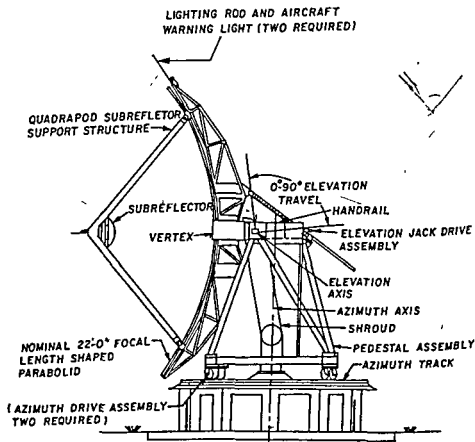 LIGHTING ROD AND AIRCRAFT
WARNING LIGHT (TWO REQUIRED)
QUADRAPOD SUBREFLETOR
SUPPORT STRUCTURE
0°-90° ELEVATION
TRAVEL
HANDRAIL
SUBREFLECTOR
ELEVATION JACK DRIVE
ASSEMBLY
VERTEX
ELEVATION
AXIS
AZIMUTH AXIS
SHROUD
NOMINAL 22'-0" FOCAL
LENGTH SHAPED
PARABOLID
PEDESTAL ASSEMBLY
AZIMUTH TRACK
(AZIMUTH DRIVE ASSEMBLY
TWO REQUIRED)